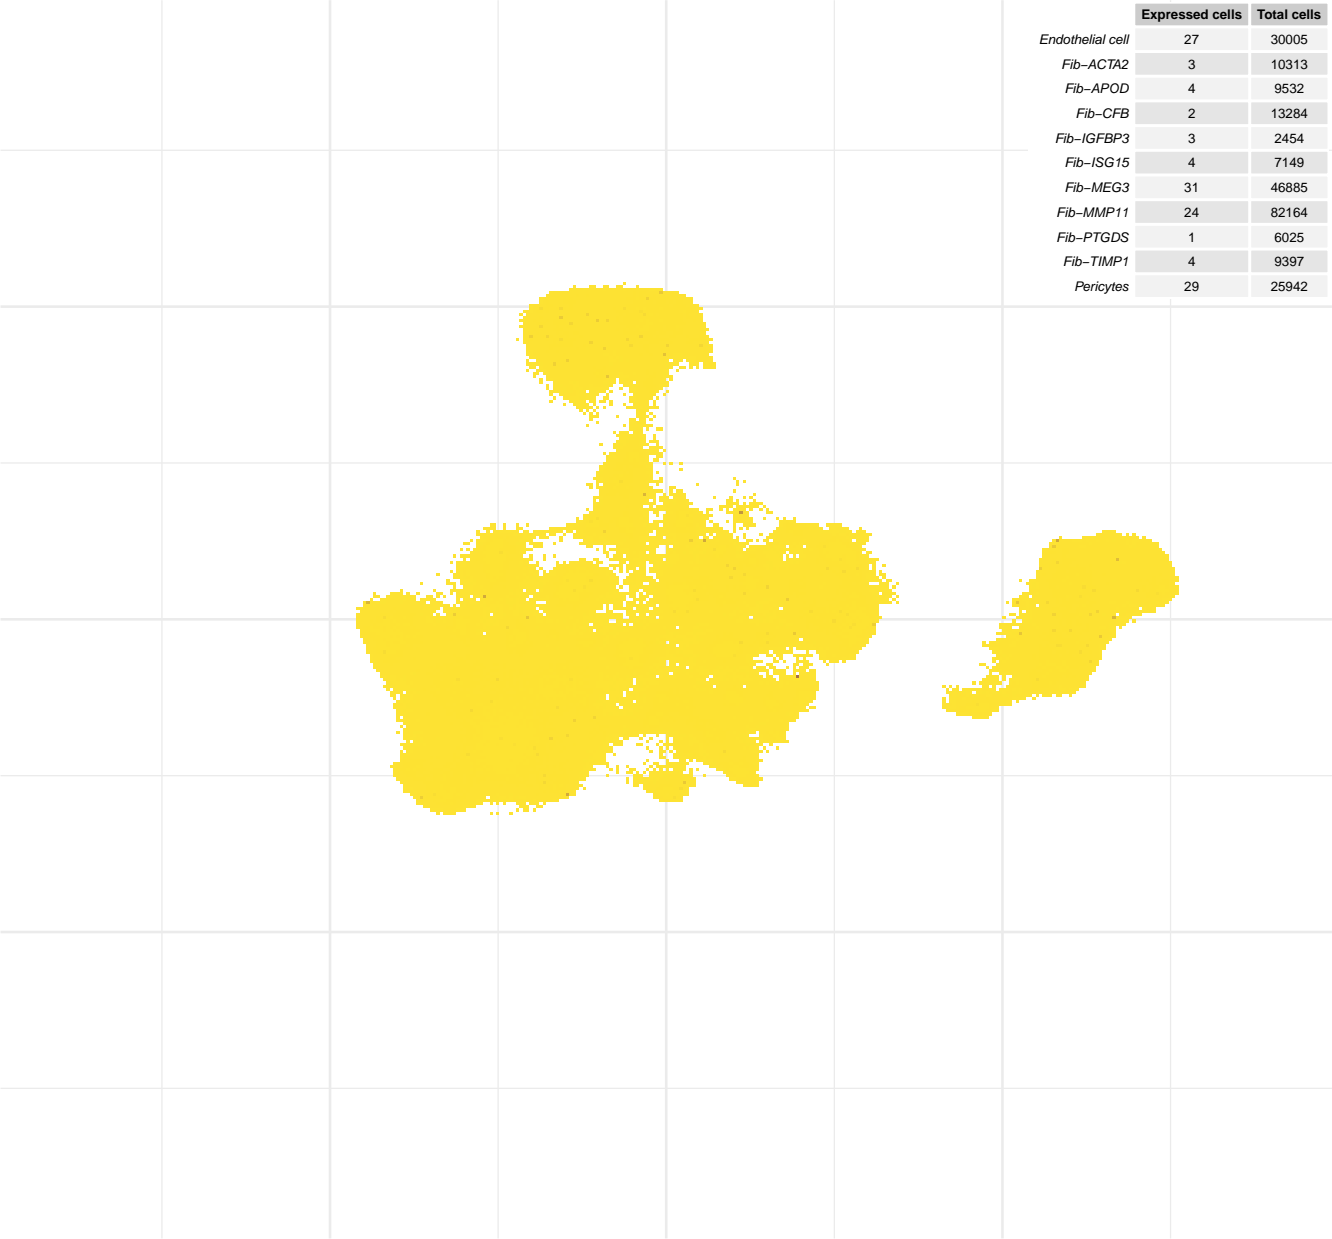 Expressed cells Total cells
Endothelial cell 27 30005
Fib−ACTA2 3 10313
Fib−APOD 4 9532
Fib−CFB 2 13284
Fib−IGFBP3 3 2454
Fib−ISG15 4 7149
Fib−MEG3 31 46885
Fib−MMP11 24 82164
Fib−PTGDS 1 6025
Fib−TIMP1 4 9397
Pericytes 29 25942